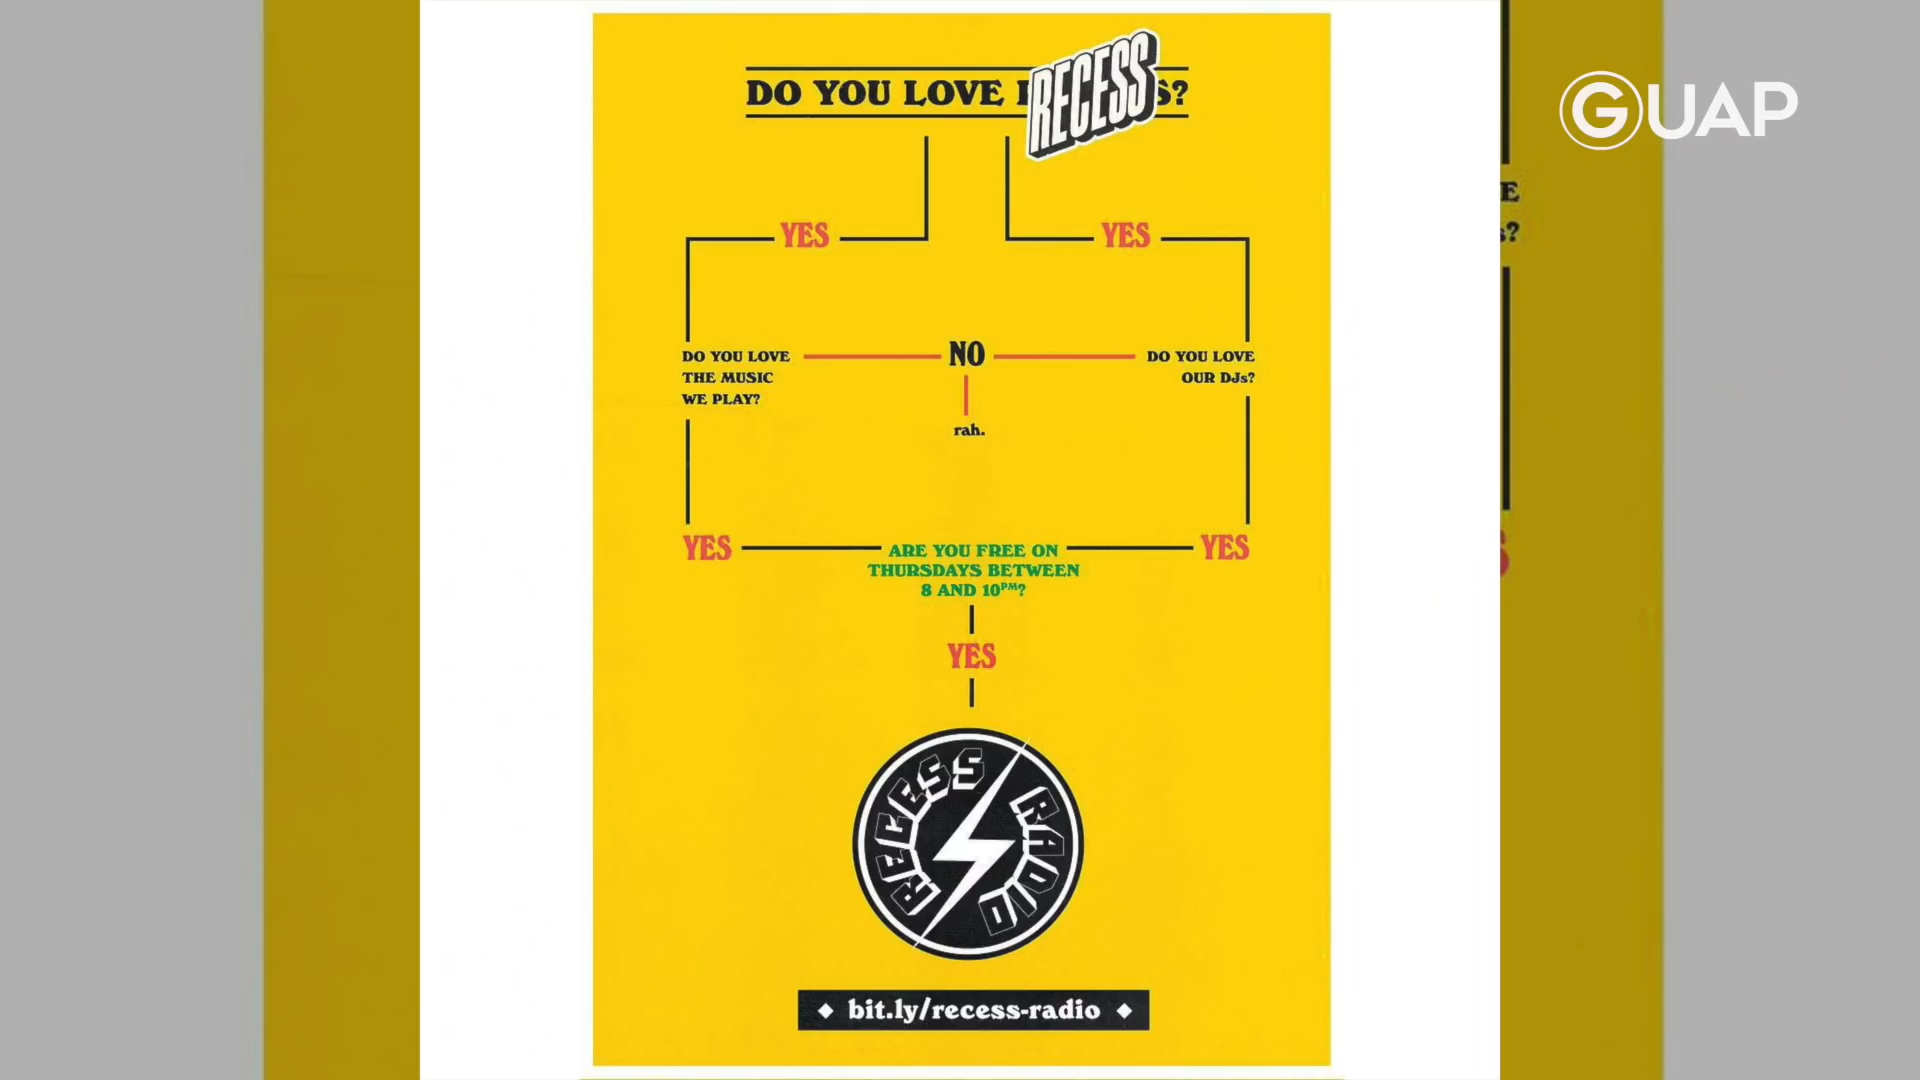 DO YOU LOVE RECESS?
GUAP
YES
YES
DO YOU LOVE
THE MUSIC
WE PLAY?
NO
rah.
DO YOU LOVE
OUR DJs?
YES
ARE YOU FREE ON
THURSDAYS BETWEEN
8 AND 10PM?
YES
YES
RECESS RADIO
bit.ly/recess-radio
E
s?